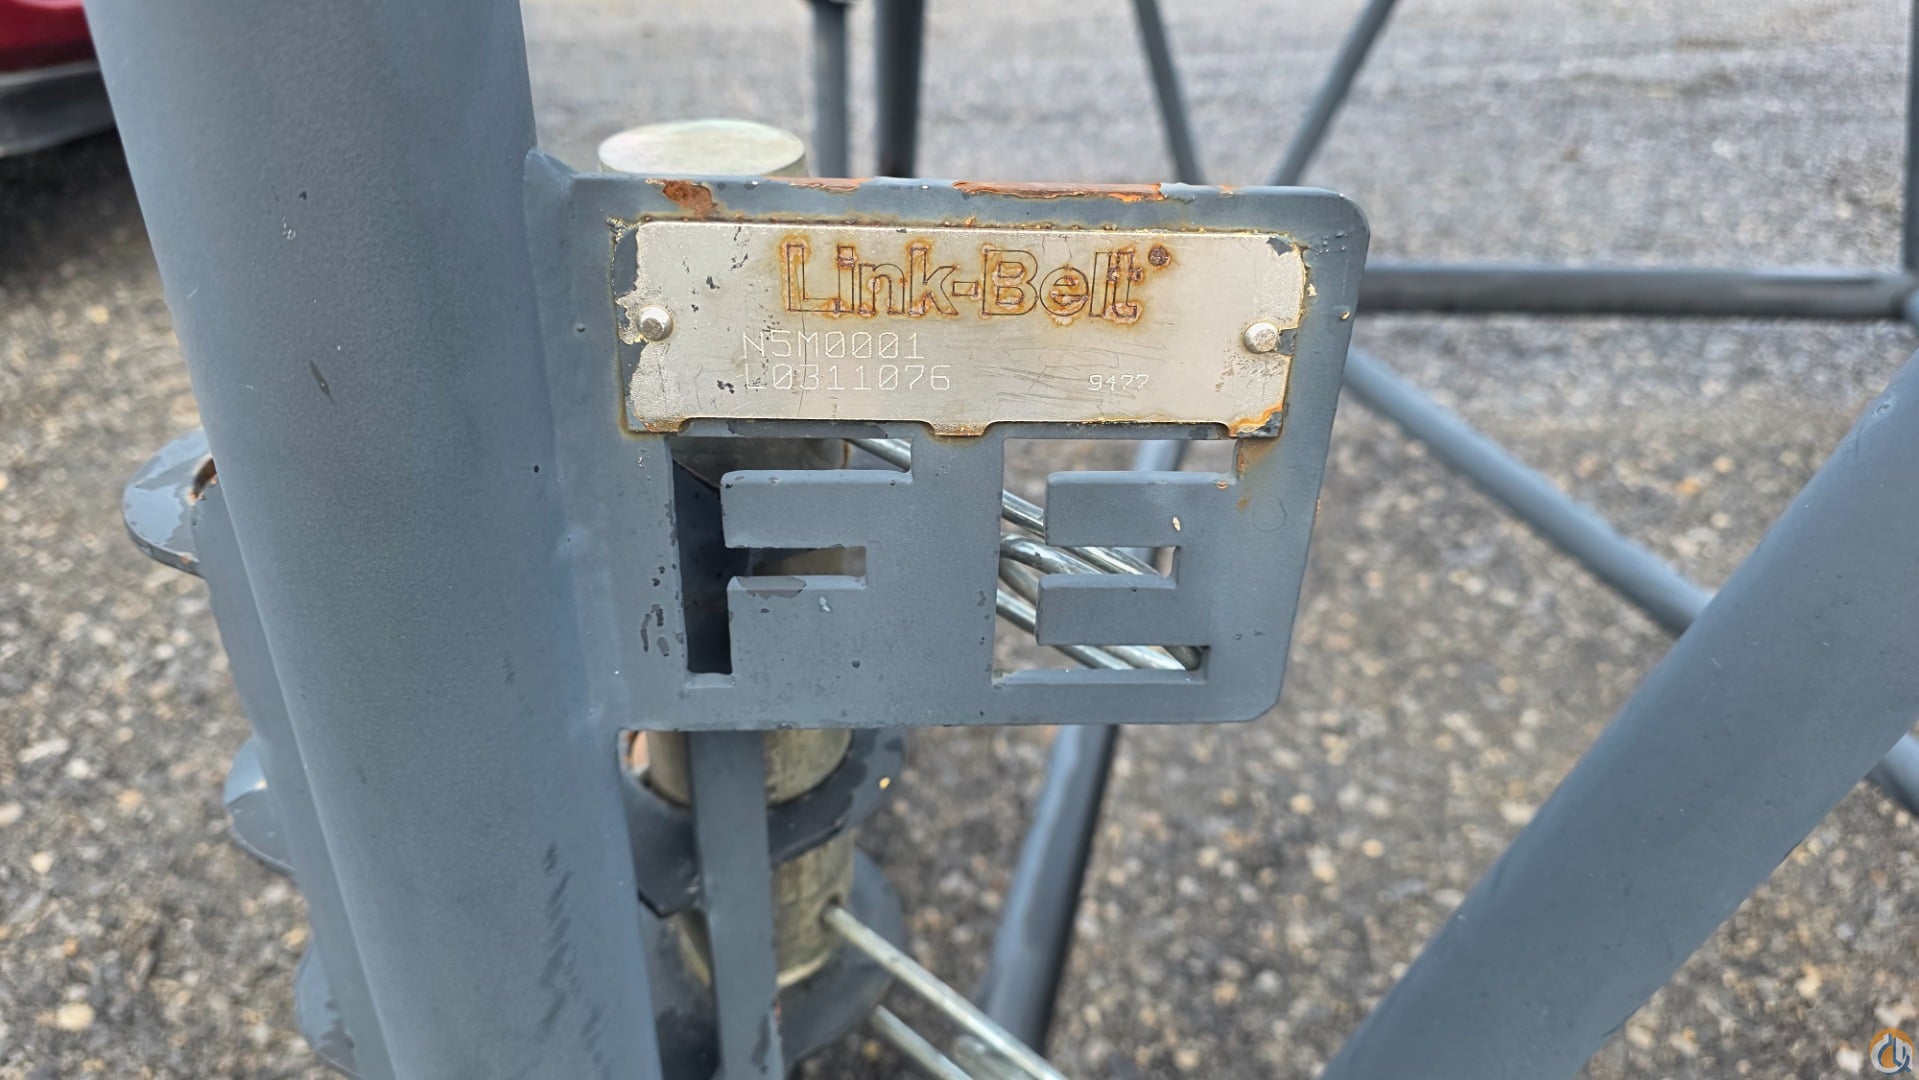 Link-Belt®
N5M0001
L0311076 9477
FE